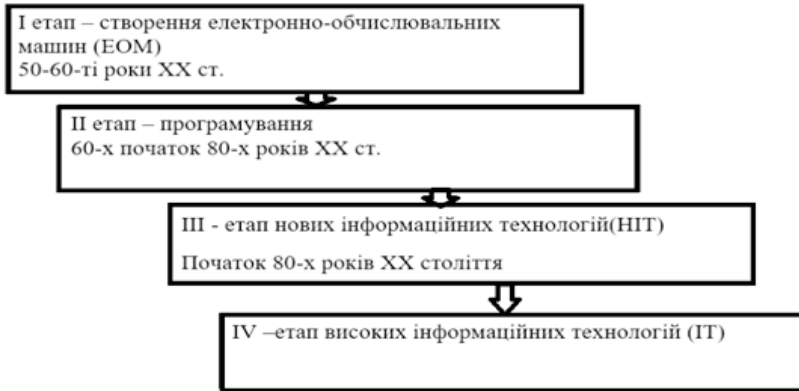 І етап – створення електронно-обчислювальних
машин (ЕОМ)
50-60-ті роки ХХ ст.
ІІ етап – програмування
60-х початок 80-х років ХХ ст.
ІІІ - етап нових інформаційних технологій(НІТ)
Початок 80-х років ХХ століття
IV –етап високих інформаційних технологій (ІТ)